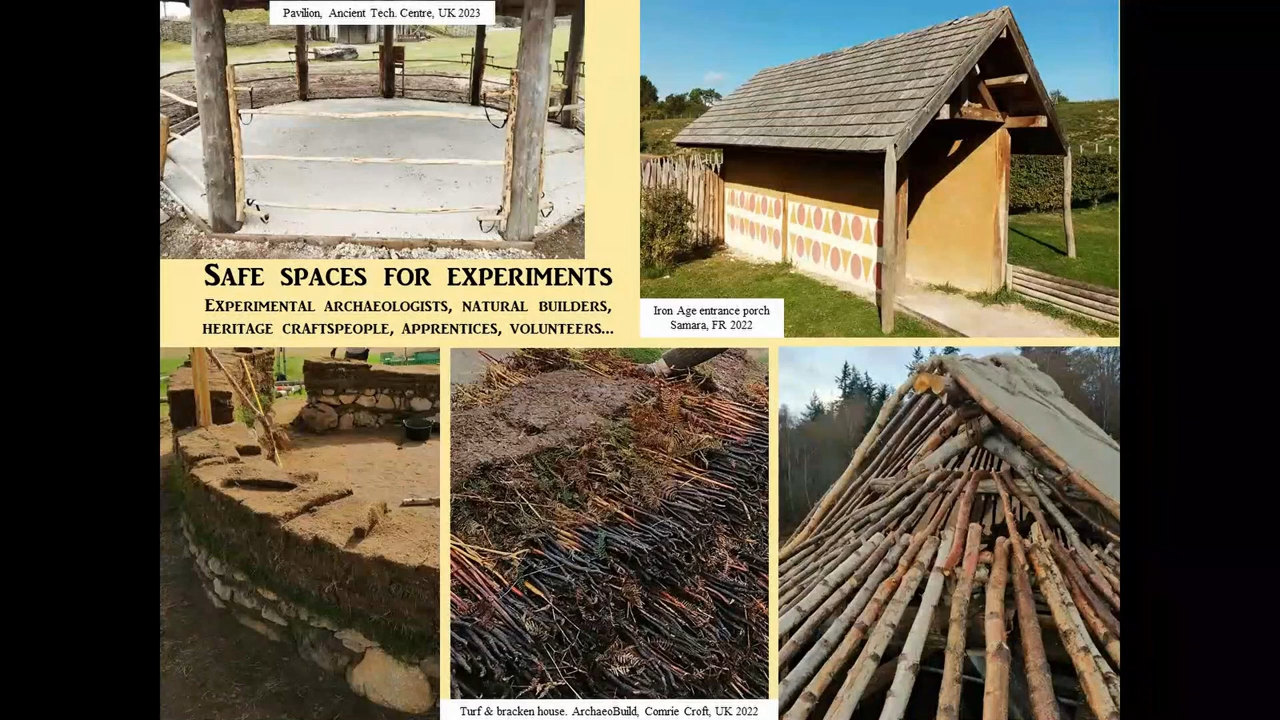 Pavilion, Ancient Tech. Centre, UK 2023
Safe spaces for experiments
Experimental archaeologists, natural builders,
heritage craftspeople, apprentices, volunteers...
Iron Age entrance porch
Samara, FR 2022
Turf & bracken house. ArchaeoBuild, Comrie Croft, UK 2022